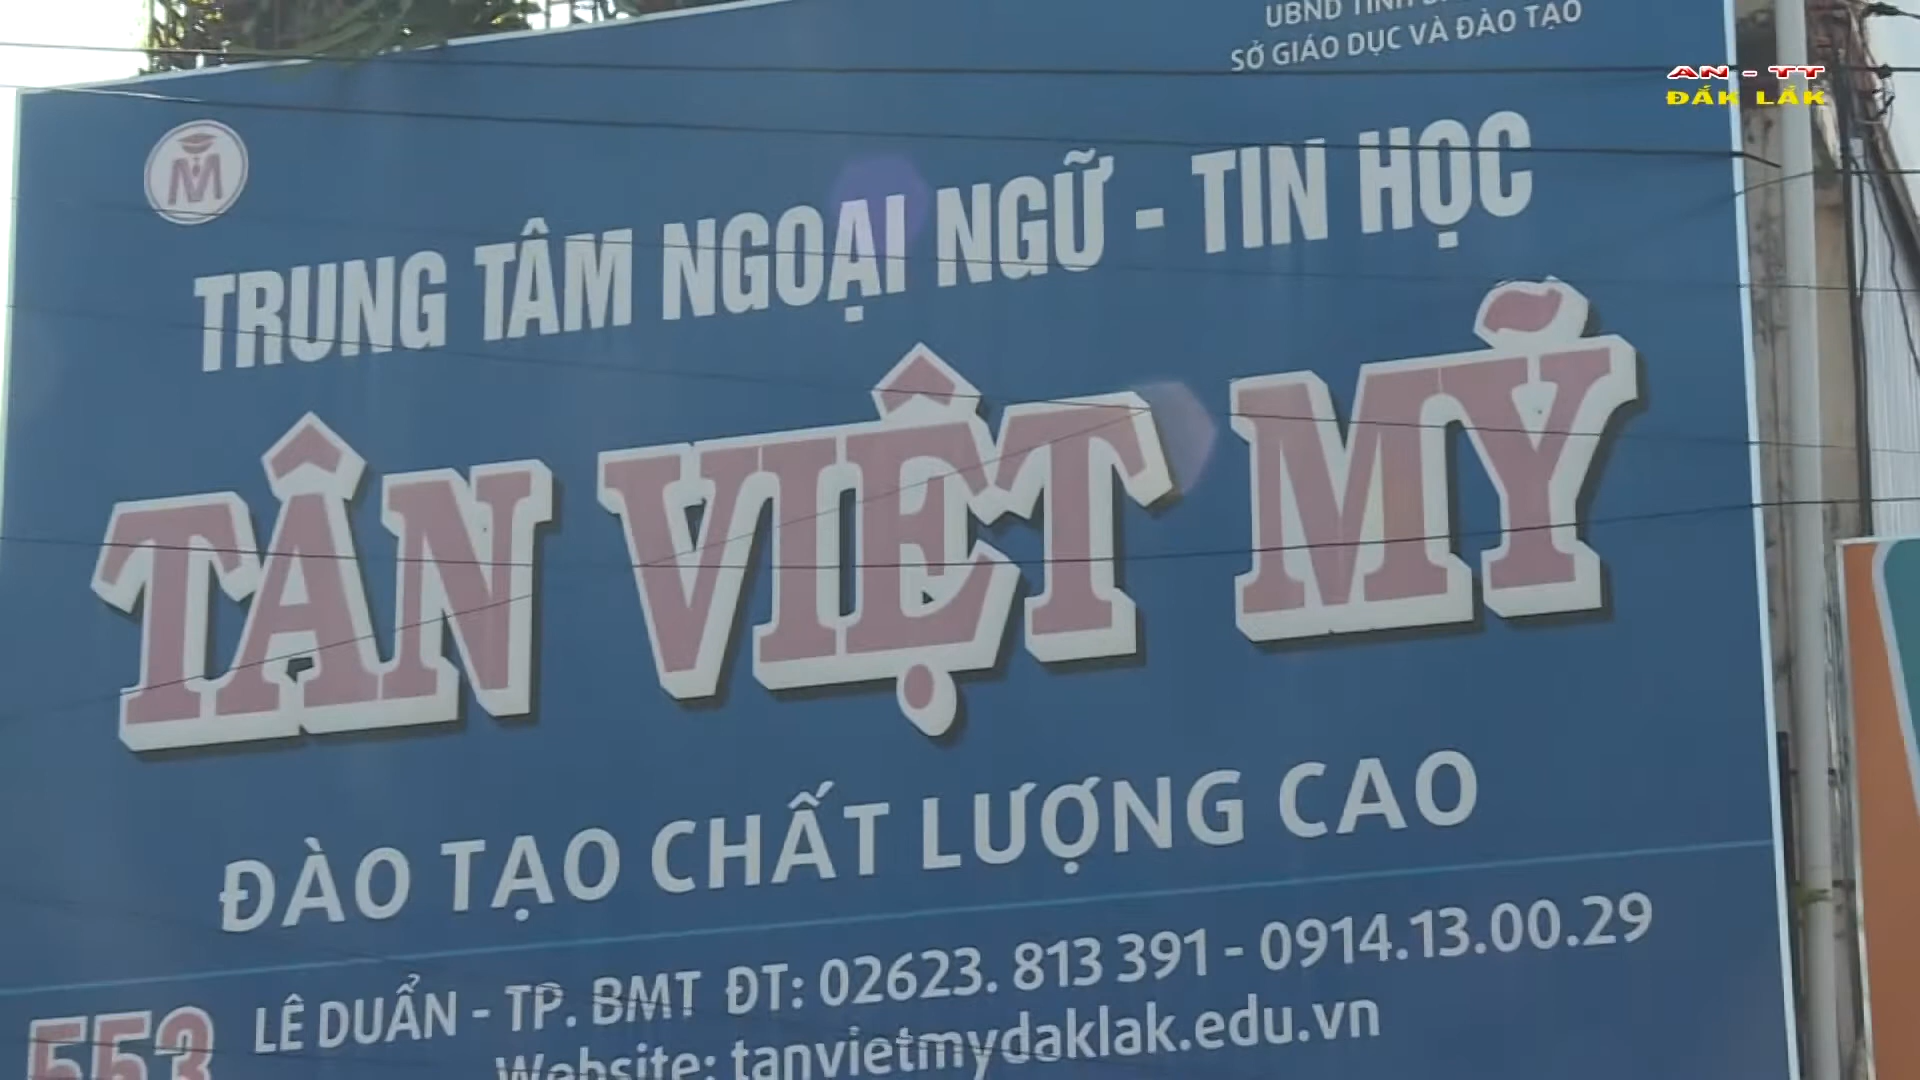 UBND TỈNH
SỞ GIÁO DỤC VÀ ĐÀO TẠO
AN - TT
ĐẮK LẮK
M
TRUNG TÂM NGOẠI NGỮ - TIN HỌC
TÂN VIỆT MỸ
ĐÀO TẠO CHẤT LƯỢNG CAO
553 LÊ DUẨN - TP. BMT ĐT: 02623. 813 391 - 0914.13.00.29
Website: tanvietmydaklak.edu.vn